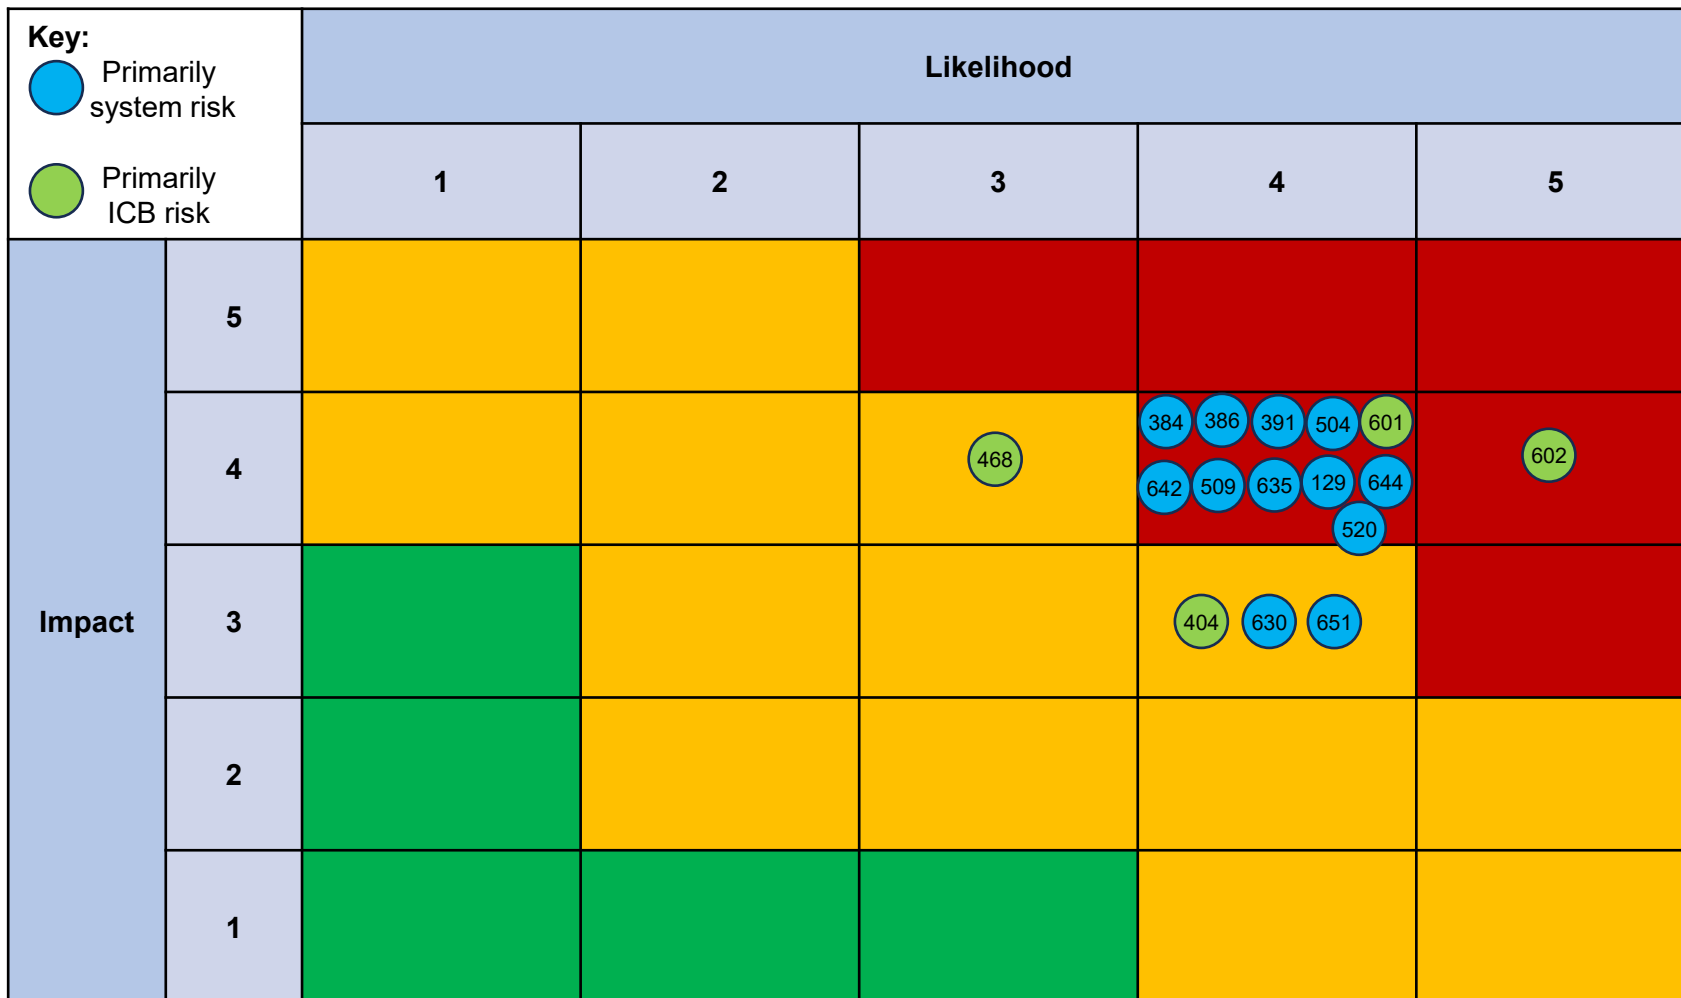 Key:
Primarily
system risk
Primarily
ICB risk
Likelihood
1 2 3 4 5
Impact
5
4
468
384 386 391 504 601
642 509 635 129 644
520
602
3
404 630 651
2
1